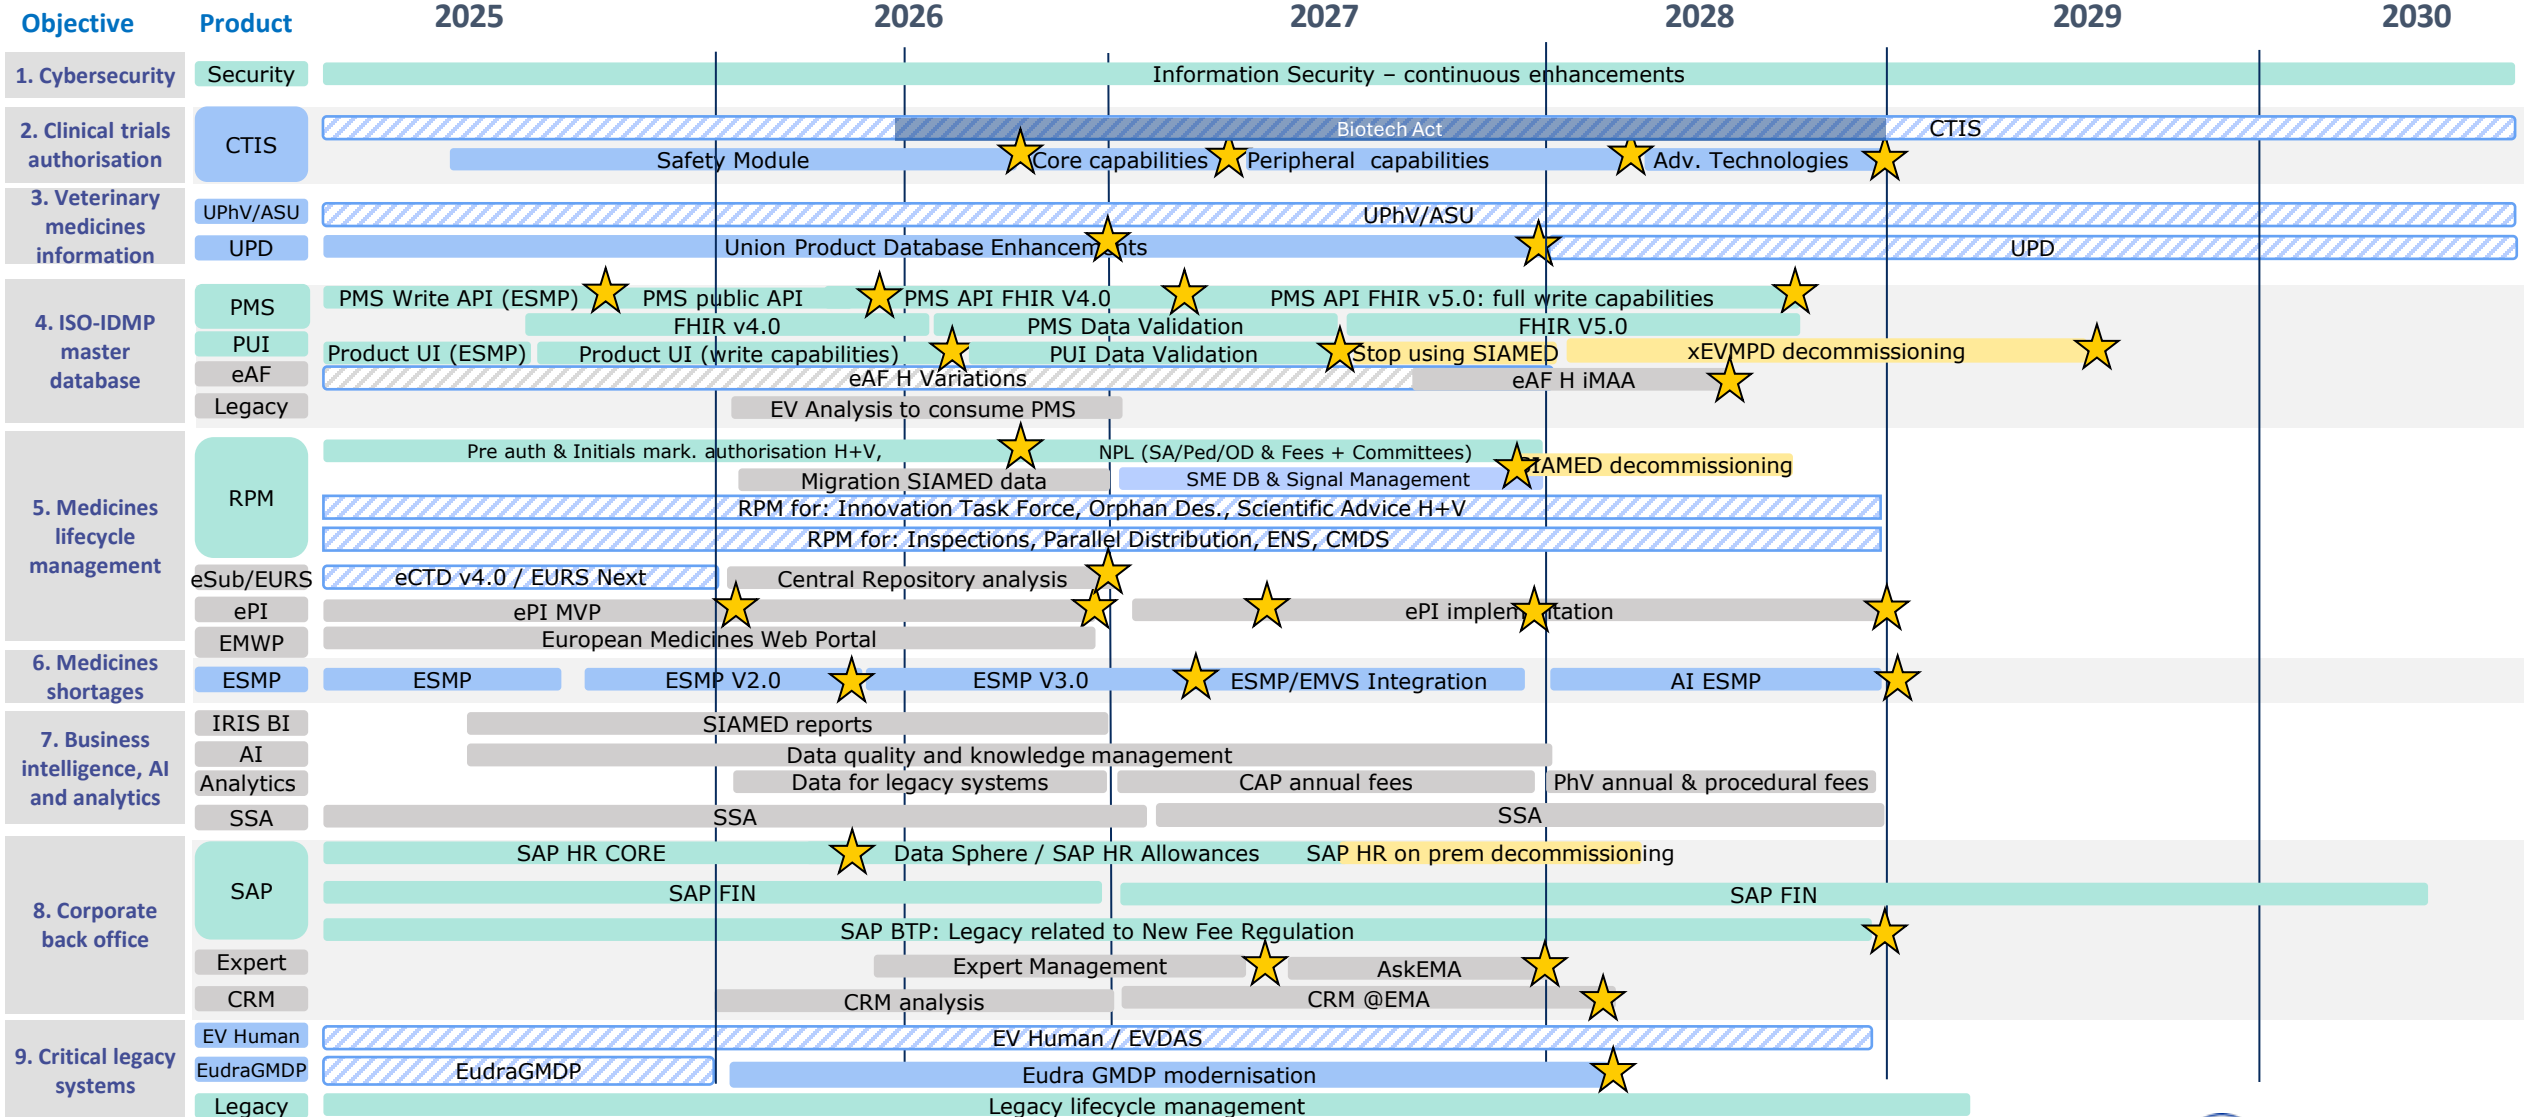 Objective
Product
2025
2026
2027
2028
2029
2030
1. Cybersecurity
Security
Information Security – continuous enhancements
2. Clinical trials
authorisation
CTIS
Biotech Act
CTIS
Safety Module
Core capabilities
Peripheral capabilities
Adv. Technologies
3. Veterinary
medicines
information
UPhV/ASU
UPhV/ASU
UPD
Union Product Database Enhancements
UPD
4. ISO-IDMP
master
database
PMS
PMS Write API (ESMP)
PMS public API
PMS API FHIR V4.0
PMS API FHIR v5.0: full write capabilities
FHIR v4.0
PMS Data Validation
FHIR V5.0
PUI
Product UI (ESMP)
Product UI (write capabilities)
PUI Data Validation
Stop using SIAMED
xEVMPD decommissioning
eAF
eAF H Variations
eAF H iMAA
Legacy
EV Analysis to consume PMS
5. Medicines
lifecycle
management
RPM
Pre auth & Initials mark. authorisation H+V,
NPL (SA/Ped/OD & Fees + Committees)
SIAMED decommissioning
Migration SIAMED data
SME DB & Signal Management
RPM for: Innovation Task Force, Orphan Des., Scientific Advice H+V
RPM for: Inspections, Parallel Distribution, ENS, CMDS
eSub/EURS
eCTD v4.0 / EURS Next
Central Repository analysis
ePI
ePI MVP
ePI implementation
EMWP
European Medicines Web Portal
6. Medicines
shortages
ESMP
ESMP
ESMP V2.0
ESMP V3.0
ESMP/EMVS Integration
AI ESMP
7. Business
intelligence, AI
and analytics
IRIS BI
SIAMED reports
AI
Data quality and knowledge management
Analytics
Data for legacy systems
CAP annual fees
PhV annual & procedural fees
SSA
SSA
SSA
8. Corporate
back office
SAP
SAP HR CORE
Data Sphere / SAP HR Allowances
SAP HR on prem decommissioning
SAP FIN
SAP FIN
SAP BTP: Legacy related to New Fee Regulation
Expert
Expert Management
AskEMA
CRM
CRM analysis
CRM @EMA
9. Critical legacy
systems
EV Human
EV Human / EVDAS
EudraGMDP
EudraGMDP
Eudra GMDP modernisation
Legacy
Legacy lifecycle management